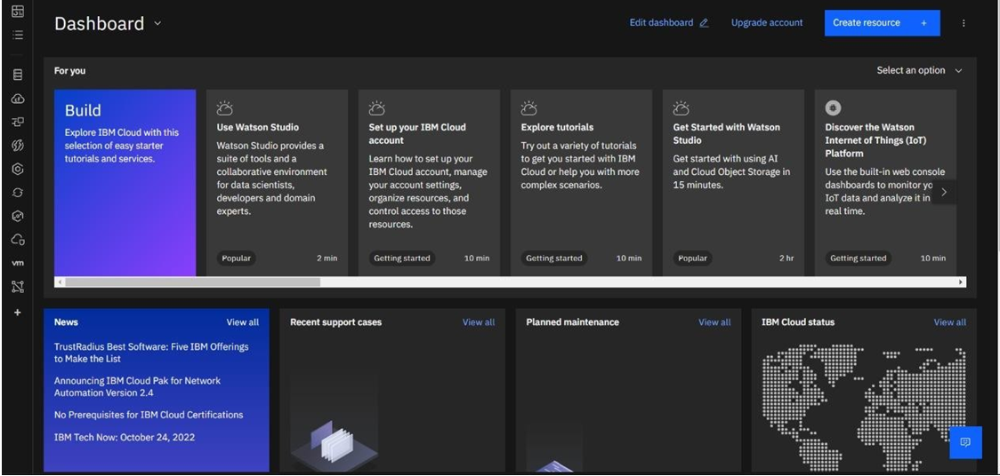 Dashboard
Edit dashboard
Upgrade account
Create resource +
For you
Select an option
Build
Explore IBM Cloud with this
selection of easy starter
tutorials and services.
Use Watson Studio
Watson Studio provides a
suite of tools and a
collaborative environment
for data scientists,
developers and domain
experts.
Popular
2 min
Set up your IBM Cloud
account
Learn how to set up your
IBM Cloud account, manage
your account settings,
organize resources, and
control access to those
resources.
Getting started
10 min
Explore tutorials
Try out a variety of tutorials
to get you started with IBM
Cloud or help you with more
complex scenarios.
Getting started
10 min
Get Started with Watson
Studio
Get started with using AI
and Cloud Object Storage in
15 minutes.
Popular
2 hr
Discover the Watson
Internet of Things (IoT)
Platform
Use the built-in web console
dashboards to monitor yo
IoT data and analyze it in
real time.
Getting started
10 min
vm
+
News
View all
TrustRadius Best Software: Five IBM Offerings
to Make the List
Announcing IBM Cloud Pak for Network
Automation Version 2.4
No Prerequisites for IBM Cloud Certifications
IBM Tech Now: October 24, 2022
Recent support cases
View all
Planned maintenance
View all
IBM Cloud status
View all